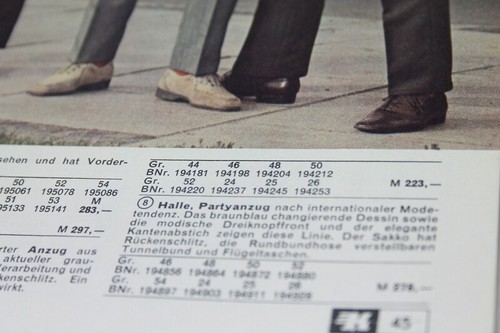 sehen und hat Vorder-
50 52 54
195061 195078 195086
51 53 M
195133 195141 283,—
M 297,—
rter Anzug aus
aktueller grau-
erarbeitung und
kenschlitz. Ein
wirkt.
Gr. 44 46 48 50
BNr. 194181 194198 194204 194212
Gr. 52 24 25 26
BNr. 194220 194237 194245 194253 M 223,—
8 Halle, Partyanzug nach internationaler Mode-
tendenz. Das braunblau changierende Dessin sowie
die modische Dreiknopffront und der elegante
Kantenabstich zeigen diese Linie. Der Sakko hat
Rückenschlitz, die Rundbundhose verstellbaren
Tunnelbund und Flügeltaschen.
Gr. 46 48 50 52
BNr. 194856 194864 194872 194880
Gr. 54 24 25 26
BNr. 194897 194903 194911 194929 M
45